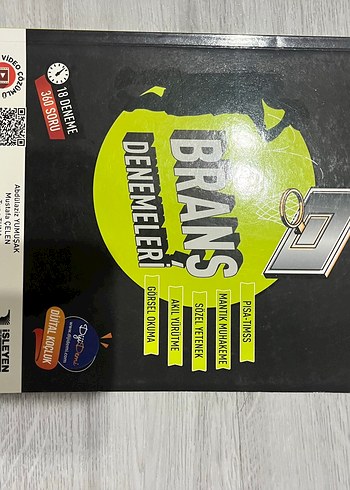 BRANŞ
DENEMELERİ
PISA-TIMSS
MANTIK MUHAKEME
SÖZEL YETENEK
AKIL YÜRÜTME
GÖRSEL OKUMA
18 DENEME
360 SORU
DİJİTAL KOÇLUK
VİDEO ÇÖZÜMLÜ
Abdülaziz YUMUŞAK
Mustafa ÇELEN
İŞLEYEN